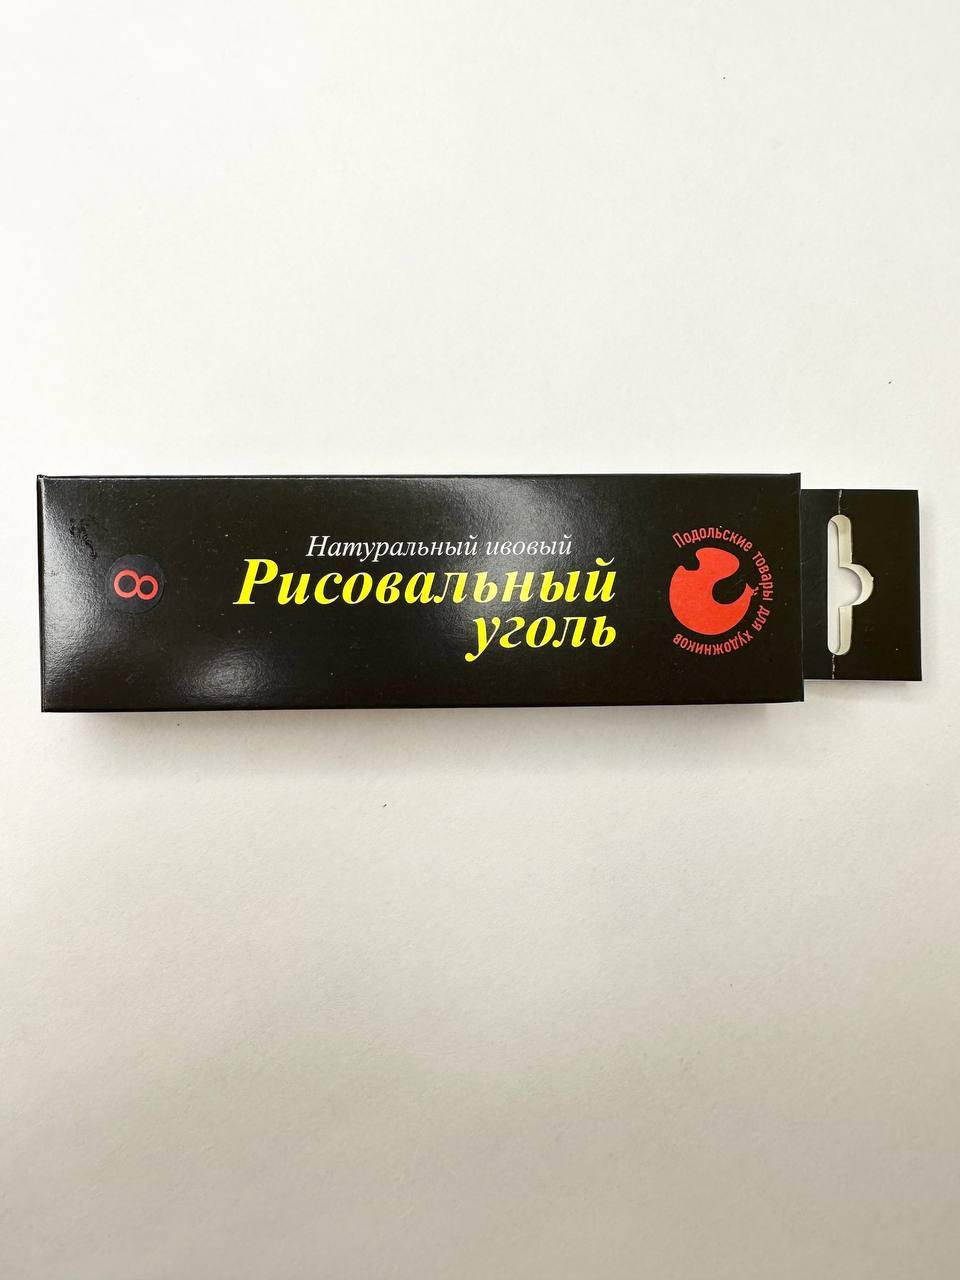 Натуральный ивовый
Рисовальный
уголь
Подольские товары для художников
8